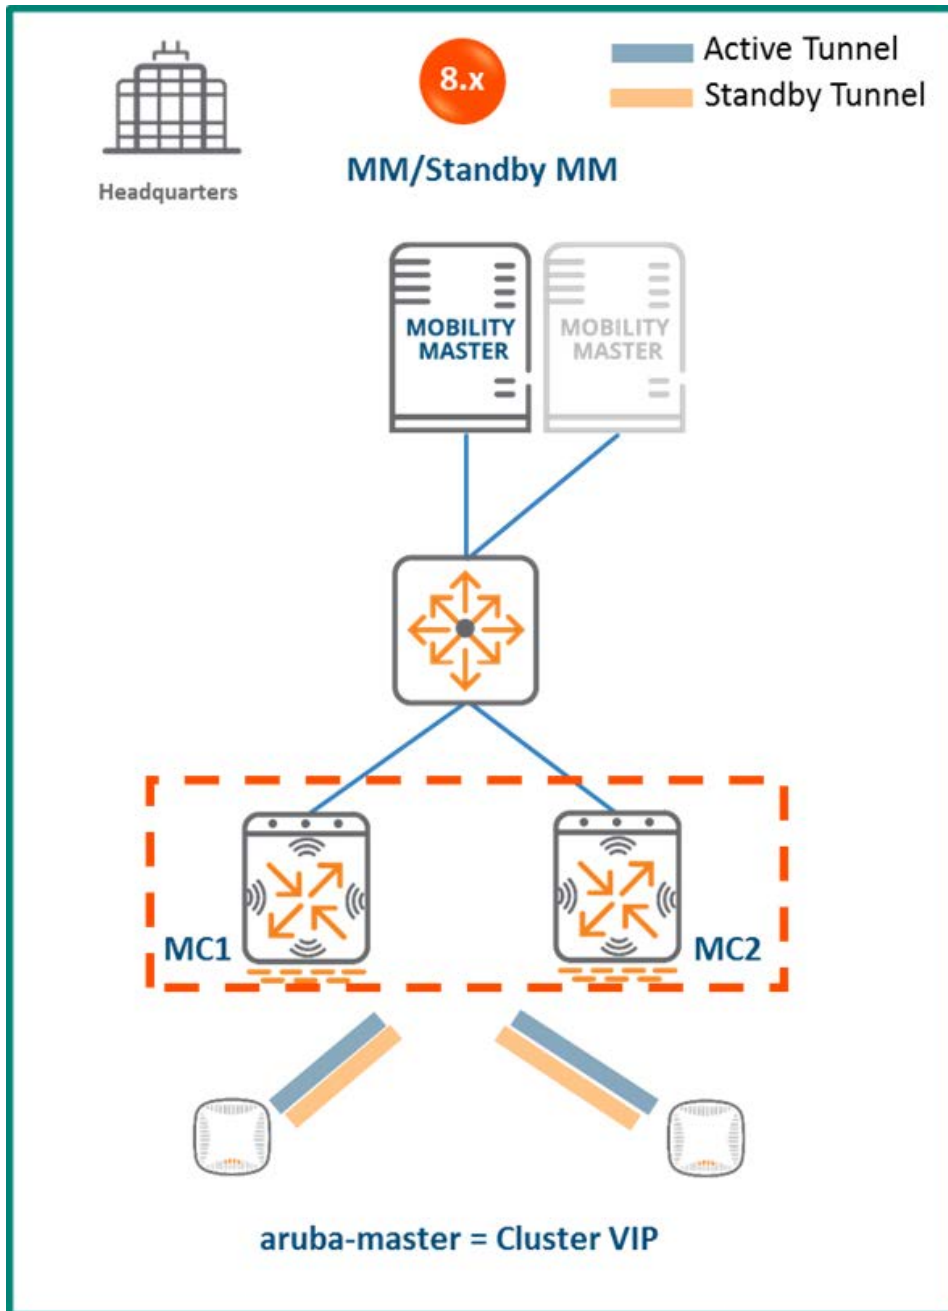 Headquarters
8.x
MM/Standby MM
Active Tunnel
Standby Tunnel
MOBILITY
MASTER
MOBILITY
MASTER
MC1
MC2
aruba-master = Cluster VIP